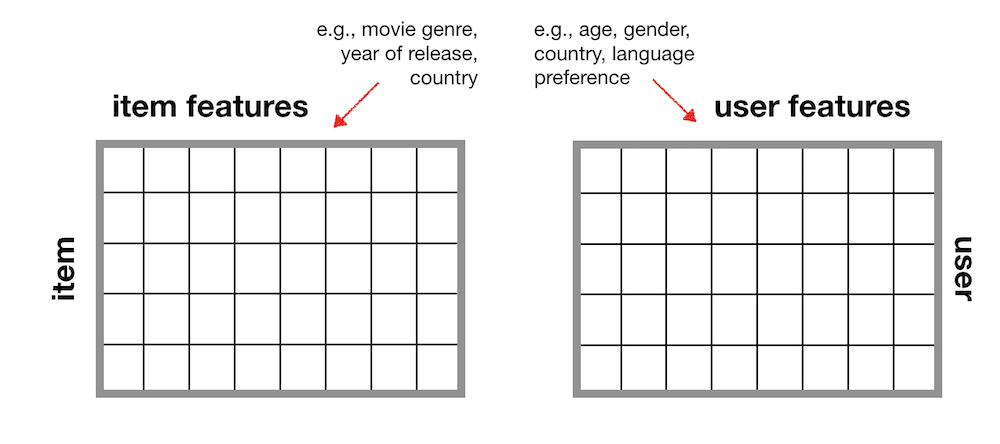 e.g., movie genre,
year of release,
country
e.g., age, gender,
country, language
preference
item features
user features
item
user